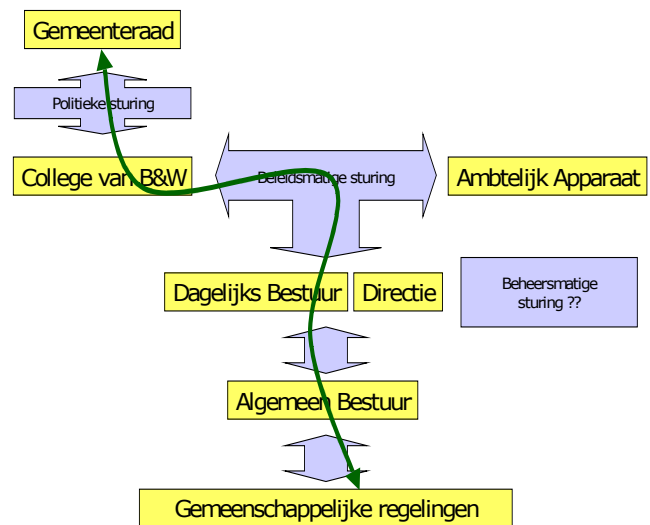 Gemeenteraad
Politieke sturing
College van B&W
Beleidsmatige sturing
Ambtelijk Apparaat
Dagelijks Bestuur
Directie
Beheersmatige
sturing ??
Algemeen Bestuur
Gemeenschappelijke regelingen